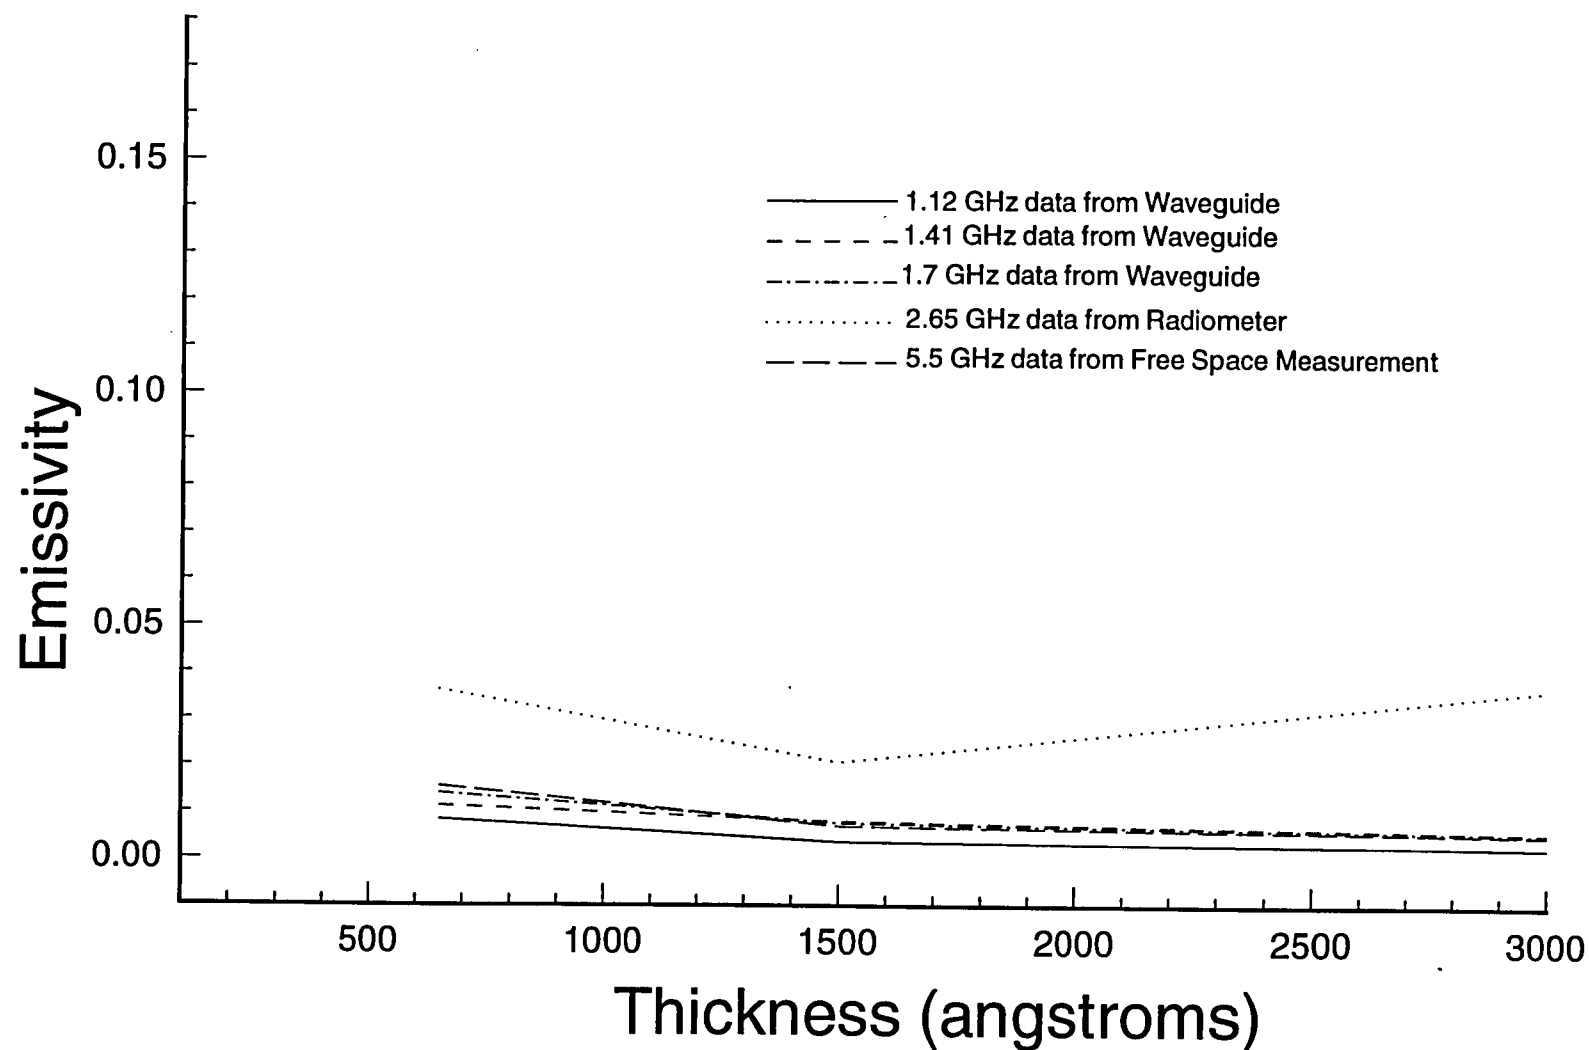 0.15
0.10
0.05
0.00
Emissivity
1.12 GHz data from Waveguide
1.41 GHz data from Waveguide
1.7 GHz data from Waveguide
2.65 GHz data from Radiometer
5.5 GHz data from Free Space Measurement
500 1000 1500 2000 2500 3000
Thickness (angstroms)